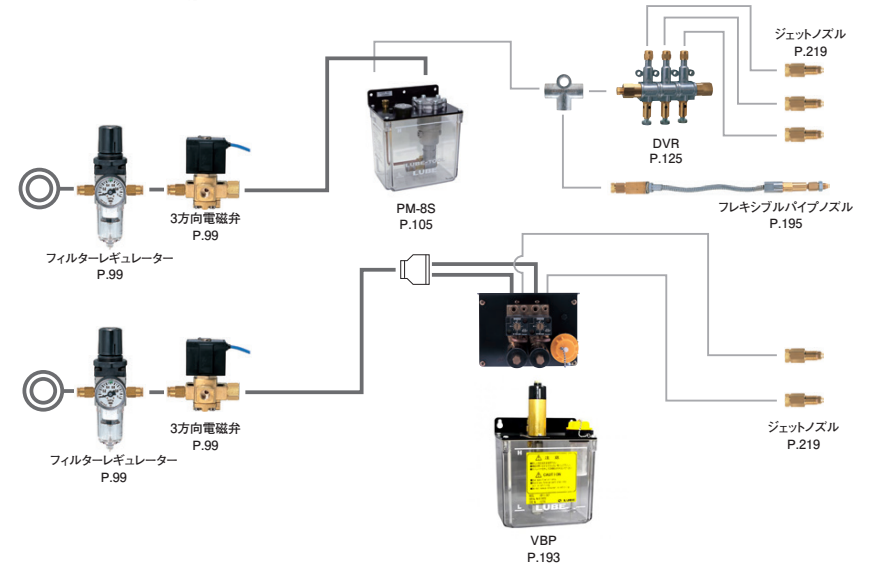 ジェットノズル
P.219
DVR
P.125
LUBE
PM-8S
P.105
フレキシブルパイプノズル
P.195
3方向電磁弁
P.99
フィルターレギュレーター
P.99
3方向電磁弁
P.99
フィルターレギュレーター
P.99
ジェットノズル
P.219
注意
CAUTION
LUBE
VBP
P.193